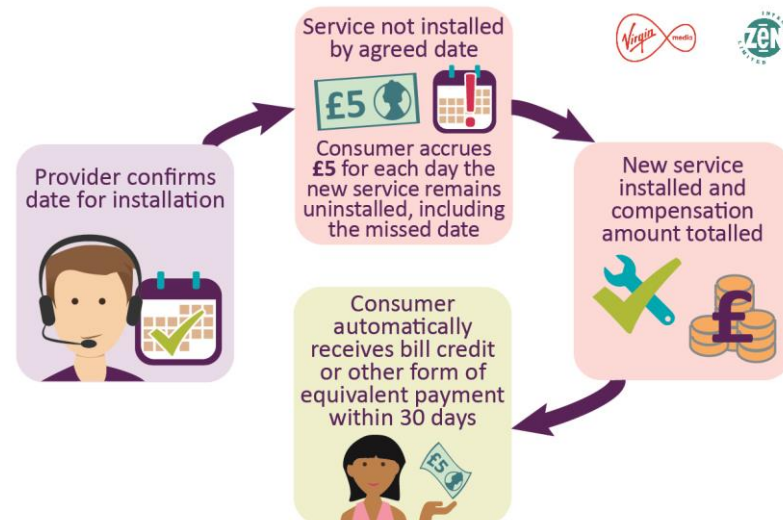 Virgin
media
ZeN
LIMITED
Provider confirms
date for installation
Service not installed
by agreed date
£5
Consumer accrues
£5 for each day the
new service remains
uninstalled, including
the missed date
New service
installed and
compensation
amount totalled
£
Consumer
automatically
receives bill credit
or other form of
equivalent payment
within 30 days
£5